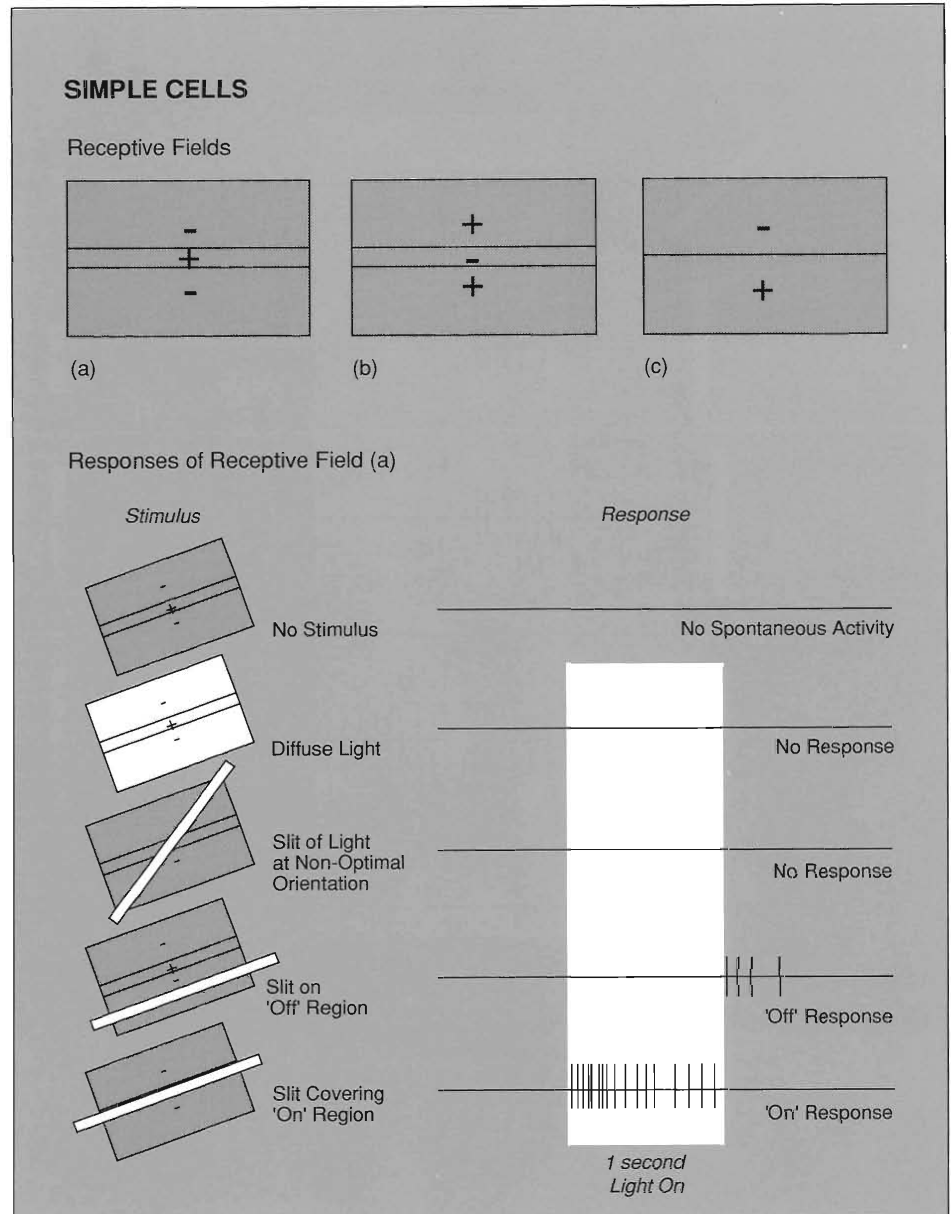 SIMPLE CELLS
Receptive Fields
-
+
-
+
-
+
-
+
(a)
(b)
(c)
Responses of Receptive Field (a)
Stimulus
Response
-
+
-
No Stimulus
No Spontaneous Activity
-
+
-
Diffuse Light
No Response
-
Slit of Light
at Non-Optimal
Orientation
No Response
-
+
-
Slit on
'Off' Region
'Off' Response
-
-
Slit Covering
'On' Region
'On' Response
1 second
Light On